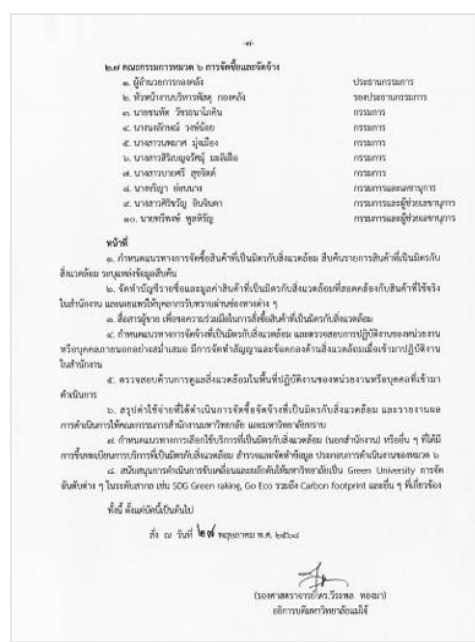 -๗-
๒.๗ คณะกรรมการหมวด ๖ การจัดซื้อและจัดจ้าง
๑. ผู้อำนวยการกองคลัง ประธานกรรมการ
๒. หัวหน้างานบริหารพัสดุ กองคลัง รองประธานกรรมการ
๓. นายชนทัต วัชรธนาโภคิน กรรมการ
๔. นางนงลักษณ์ วงษ์น้อย กรรมการ
๕. นางสาวนพมาศ มุ่งเมือง กรรมการ
๖. นางสาวสิริเบญจวัศมุ์ มะลิเผือ กรรมการ
๗. นางสาวบายศรี สุขจิตต์ กรรมการ
๘. นางชริญา อ่อนนาง กรรมการและเลขานุการ
๙. นางสาวศิริขวัญ อินจินดา กรรมการและผู้ช่วยเลขานุการ
๑๐. นายทวีพงษ์ พูลหิรัญ กรรมการและผู้ช่วยเลขานุการ
หน้าที่
๑. กำหนดแนวทางการจัดซื้อสินค้าที่เป็นมิตรกับสิ่งแวดล้อม สืบค้นรายการสินค้าที่เป็นมิตรกับ
สิ่งแวดล้อม ระบุแหล่งข้อมูลสืบค้น
๒. จัดทำบัญชีรายชื่อและมูลค่าสินค้าที่เป็นมิตรกับสิ่งแวดล้อมที่สอดคล้องกับสินค้าที่ใช้จริง
ในสำนักงาน และเผยแพร่ให้บุคลากรรับทราบผ่านช่องทางต่าง ๆ
๓. สื่อสารผู้ขาย เพื่อขอความร่วมมือในการสั่งซื้อสินค้าที่เป็นมิตรกับสิ่งแวดล้อม
๔. กำหนดแนวทางการจัดจ้างที่เป็นมิตรกับสิ่งแวดล้อม และตรวจสอบการปฏิบัติงานของหน่วยงาน
หรือบุคคลภายนอกอย่างสม่ำเสมอ มีการจัดทำสัญญาและข้อตกลงด้านสิ่งแวดล้อมเมื่อเข้ามาปฏิบัติงาน
ในสำนักงาน
๕. ตรวจสอบด้านการดูแลสิ่งแวดล้อมในพื้นที่ปฏิบัติงานของหน่วยงานหรือบุคคลที่เข้ามา
ดำเนินการ
๖. สรุปค่าใช้จ่ายที่ได้ดำเนินการจัดซื้อจัดจ้างที่เป็นมิตรกับสิ่งแวดล้อม และรายงานผล
การดำเนินการให้คณะกรรมการสำนักงานมหาวิทยาลัย และมหาวิทยาลัยทราบ
๗. กำหนดแนวทางการเลือกใช้บริการที่เป็นมิตรกับสิ่งแวดล้อม (นอกสำนักงาน) หรืออื่น ๆ ที่ได้มี
การขึ้นทะเบียนการบริการที่เป็นมิตรกับสิ่งแวดล้อม สำรวจและจัดทำข้อมูล ประกอบการดำเนินงานของหมวด ๖
๘. สนับสนุนการดำเนินการขับเคลื่อนและผลักดันให้มหาวิทยาลัยเป็น Green University การจัด
อันดับต่าง ๆ ในระดับสากล เช่น SDG Green raking, Go Eco รวมถึง Carbon footprint และอื่น ๆ ที่เกี่ยวข้อง
ทั้งนี้ ตั้งแต่บัดนี้เป็นต้นไป
สั่ง ณ วันที่ ๒๗ พฤษภาคม พ.ศ. ๒๕๖๘
(รองศาสตราจารย์ ดร.วีระพล ทองมา)
อธิการบดีมหาวิทยาลัยแม่โจ้